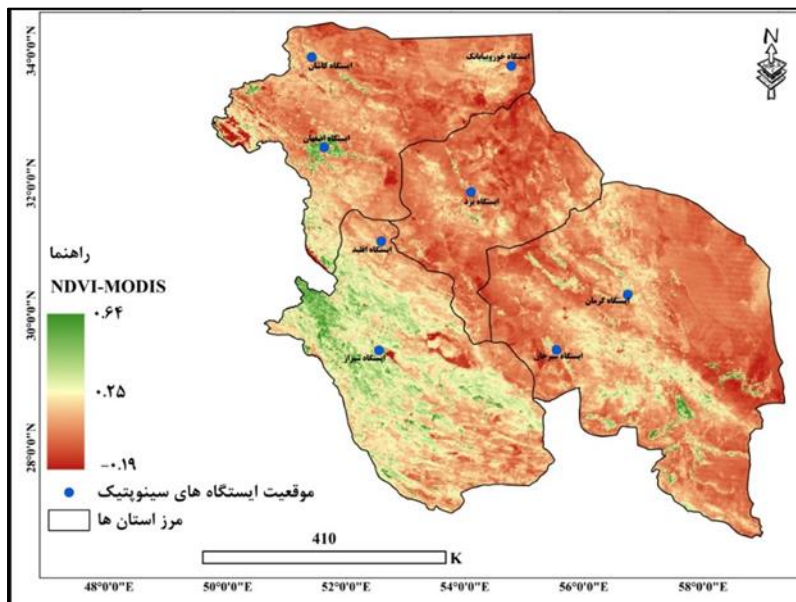 N
34°0'0"N
32°0'0"N
30°0'0"N
28°0'0"N
ایستگاه کاشان
ایستگاه خوروبیابانک
ایستگاه اصفهان
ایستگاه یزد
ایستگاه اقلید
ایستگاه کرمان
ایستگاه شیراز
ایستگاه سیرجان
راهنما
NDVI-MODIS
۰.۶۴
۰.۲۵
-۰.۱۹
موقعیت ایستگاه های سینوپتیک
مرز استان ها
410
K
48°0'0"E
50°0'0"E
52°0'0"E
54°0'0"E
56°0'0"E
58°0'0"E